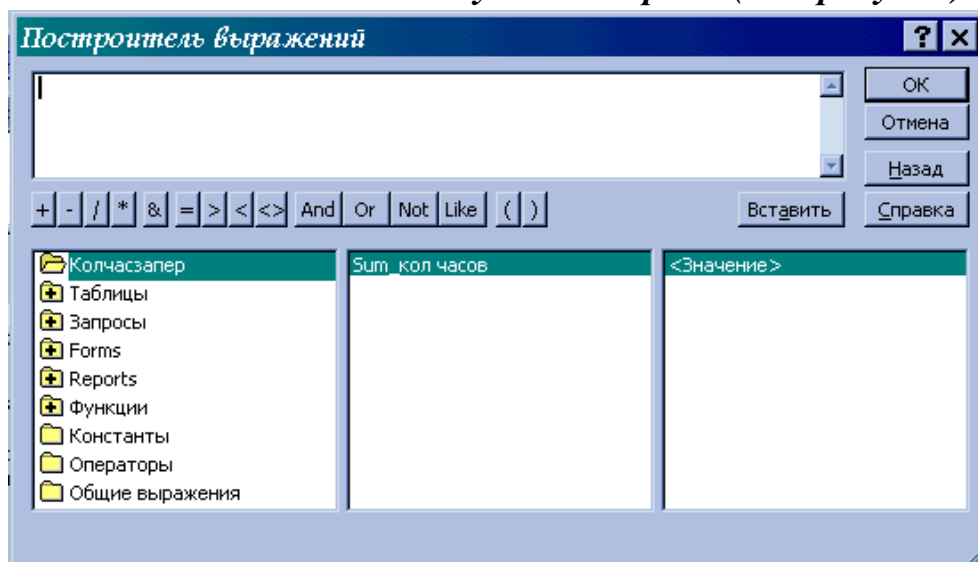 Построитель выражений
ОК
Отмена
Назад
+ - / * & = > < <> And Or Not Like ( ) Вставить Справка
Колчасзапер
Таблицы
Запросы
Forms
Reports
Функции
Константы
Операторы
Общие выражения
Sum_кол часов
<Значение>